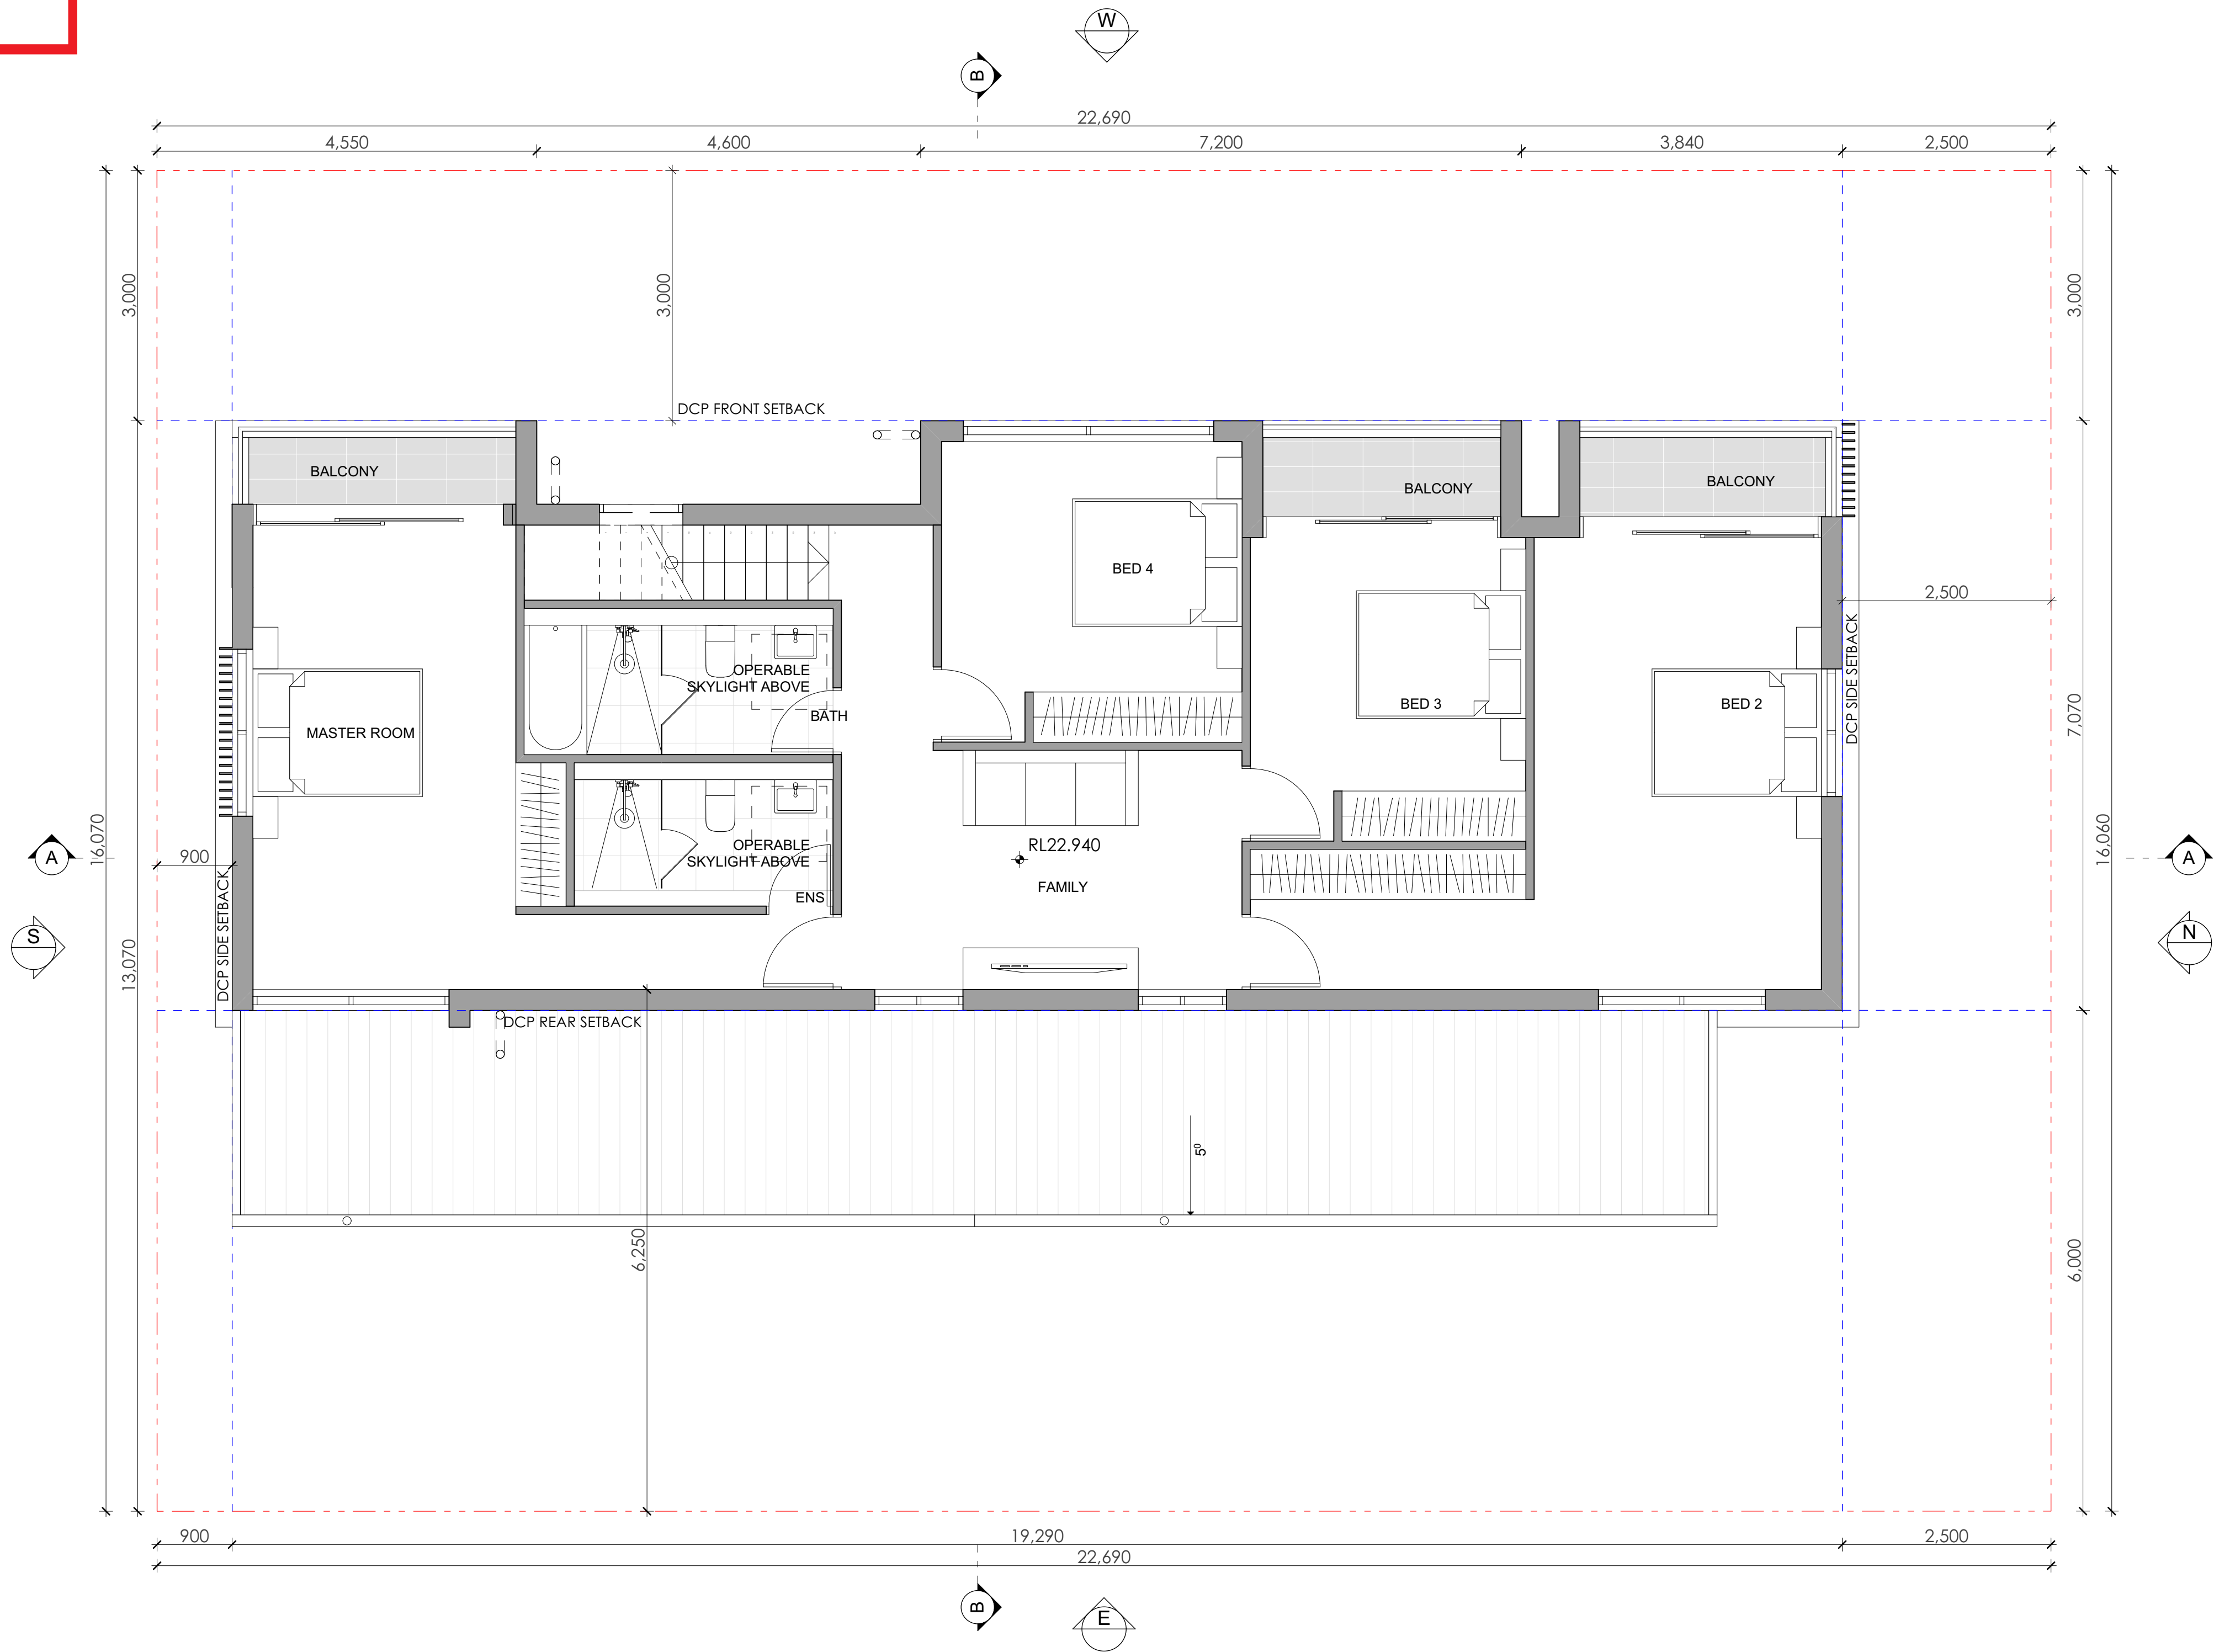 W
B
22,690
4,550
4,600
7,200
3,840
2,500
3,000
3,000
3,000
DCP FRONT SETBACK
BALCONY
BALCONY
BALCONY
BED 4
2,500
OPERABLE
SKYLIGHT ABOVE
BATH
MASTER ROOM
BED 3
BED 2
DCP SIDE SETBACK
7,070
16,070
16,060
A
900
OPERABLE
SKYLIGHT ABOVE
ENS
RL22.940
FAMILY
A
S
DCP SIDE SETBACK
13,070
N
DCP REAR SETBACK
5⁰
6,250
6,000
900
19,290
2,500
22,690
B
E